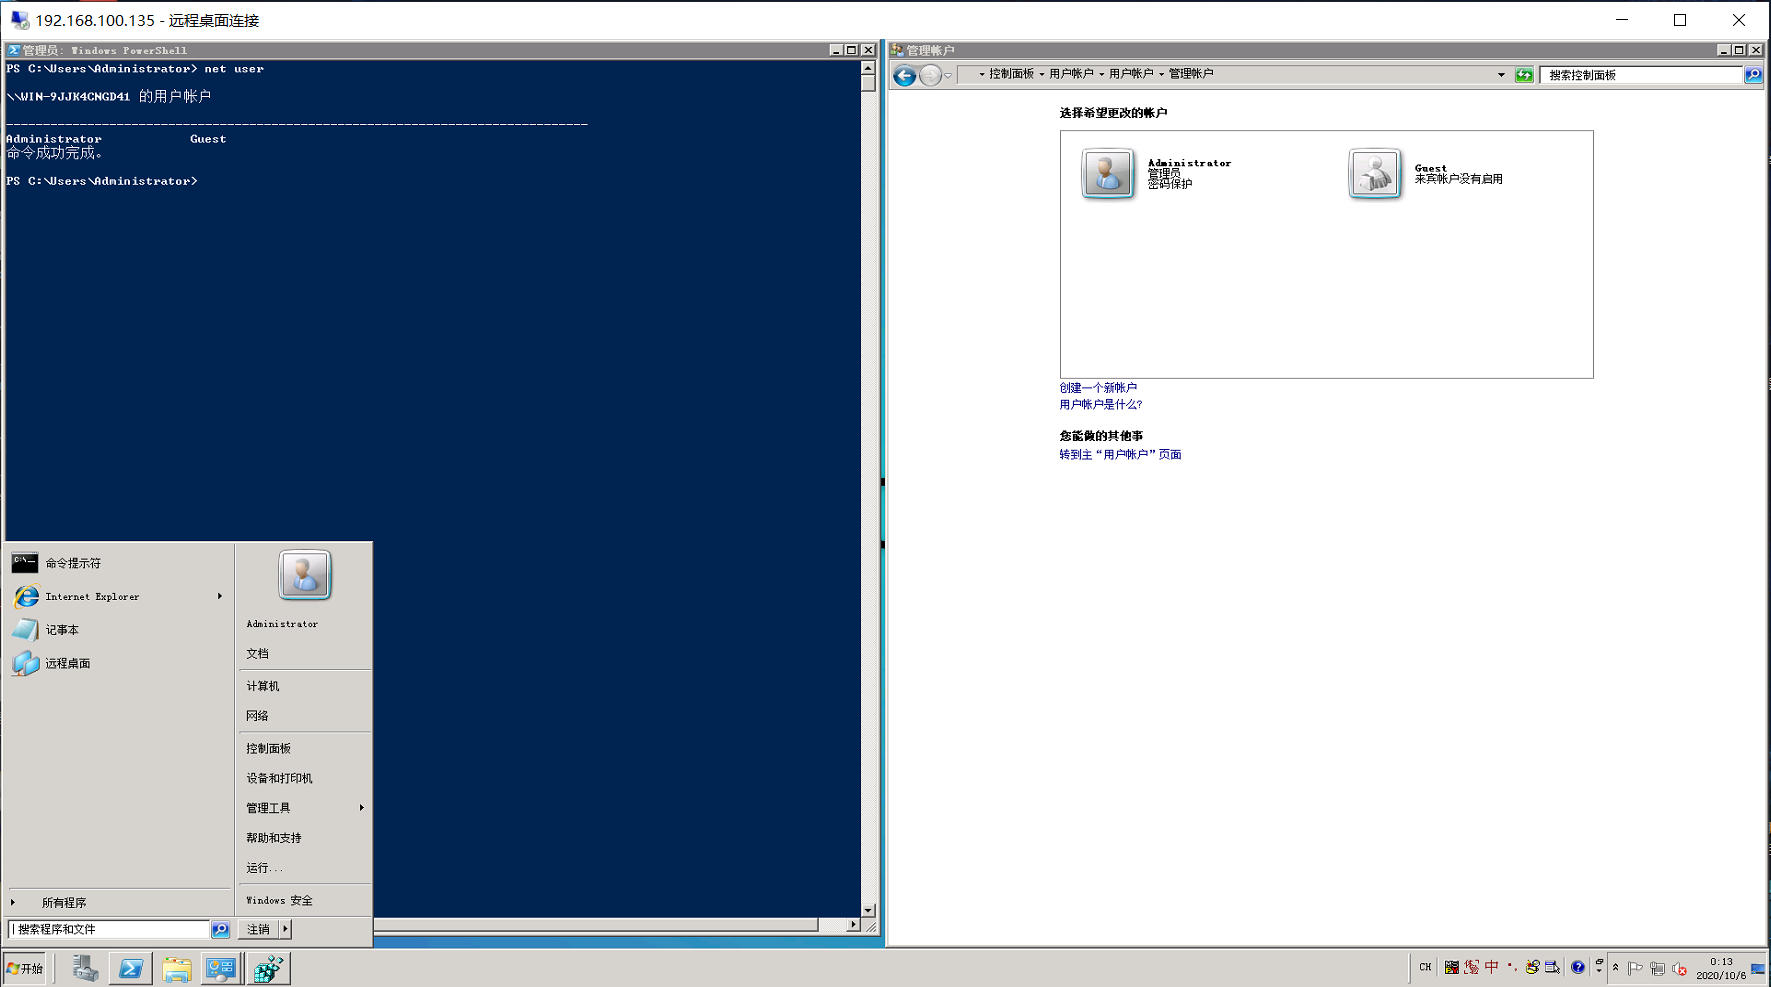 192.168.100.135 - 远程桌面连接
管理员: Windows PowerShell
PS C:\Users\Administrator> net user
\\WIN-9JJK4CNGD41 的用户帐户
-------------------------------------------------------------------------------
Administrator Guest
命令成功完成。
PS C:\Users\Administrator>
管理帐户
控制面板 用户帐户 用户帐户 管理帐户
搜索控制面板
选择希望更改的帐户
Administrator
管理员
密码保护
Guest
来宾帐户没有启用
创建一个新帐户
用户帐户是什么?
您能做的其他事
转到主“用户帐户”页面
命令提示符
Internet Explorer
记事本
远程桌面
所有程序
搜索程序和文件
Administrator
文档
计算机
网络
控制面板
设备和打印机
管理工具
帮助和支持
运行...
Windows 安全
注销
开始
CH
中
0:13
2020/10/6